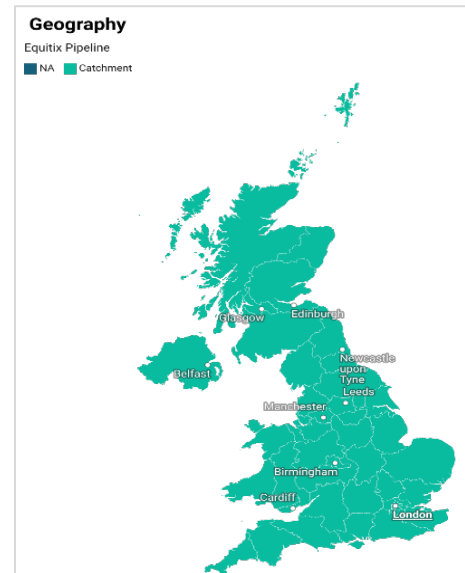 Geography
Equitix Pipeline
NA Catchment
Glasgow
Edinburgh
Newcastle
upon
Tyne
Belfast
Leeds
Manchester
Birmingham
Cardiff
London